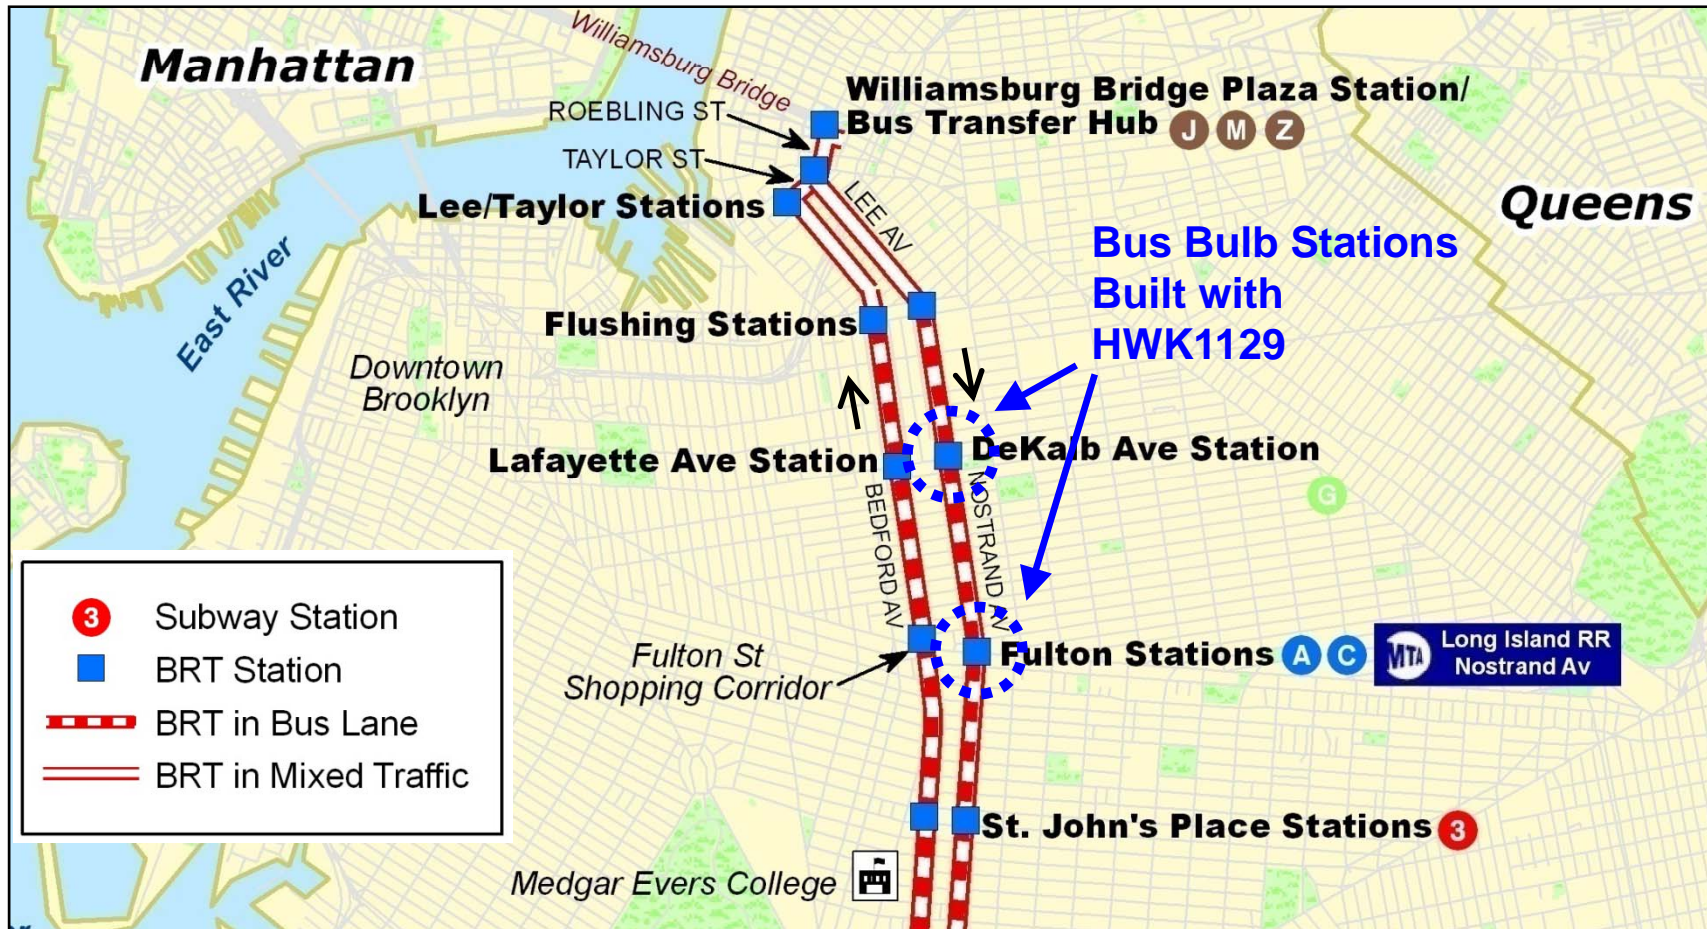 Manhattan
Williamsburg Bridge
ROEBLING ST
Williamsburg Bridge Plaza Station/
Bus Transfer Hub J M Z
TAYLOR ST
Lee/Taylor Stations
LEE AV
Queens
East River
Bus Bulb Stations
Built with
HWK1129
Flushing Stations
Downtown
Brooklyn
Lafayette Ave Station
DeKalb Ave Station
BEDFORD AV
NOSTRAND AV
G
Fulton St
Shopping Corridor
Fulton Stations A C
MTA
Long Island RR
Nostrand Av
3 Subway Station
BRT Station
BRT in Bus Lane
BRT in Mixed Traffic
St. John's Place Stations 3
Medgar Evers College